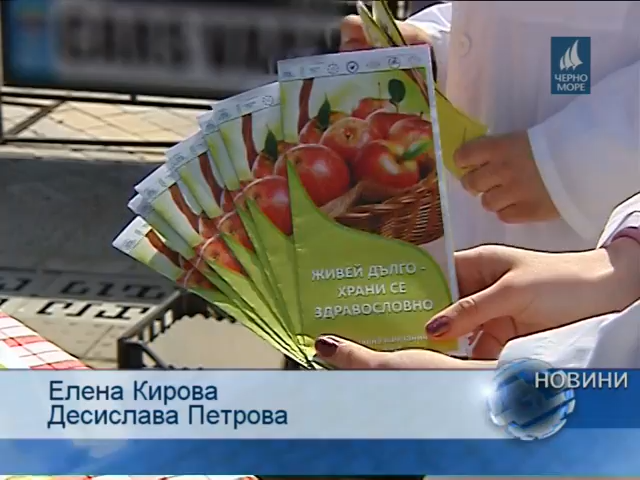 ЧЕРНО
МОРЕ
ЖИВЕЙ ДЪЛГО -
ХРАНИ СЕ
ЗДРАВОСЛОВНО
Елена Кирова
Десислава Петрова
НОВИНИ